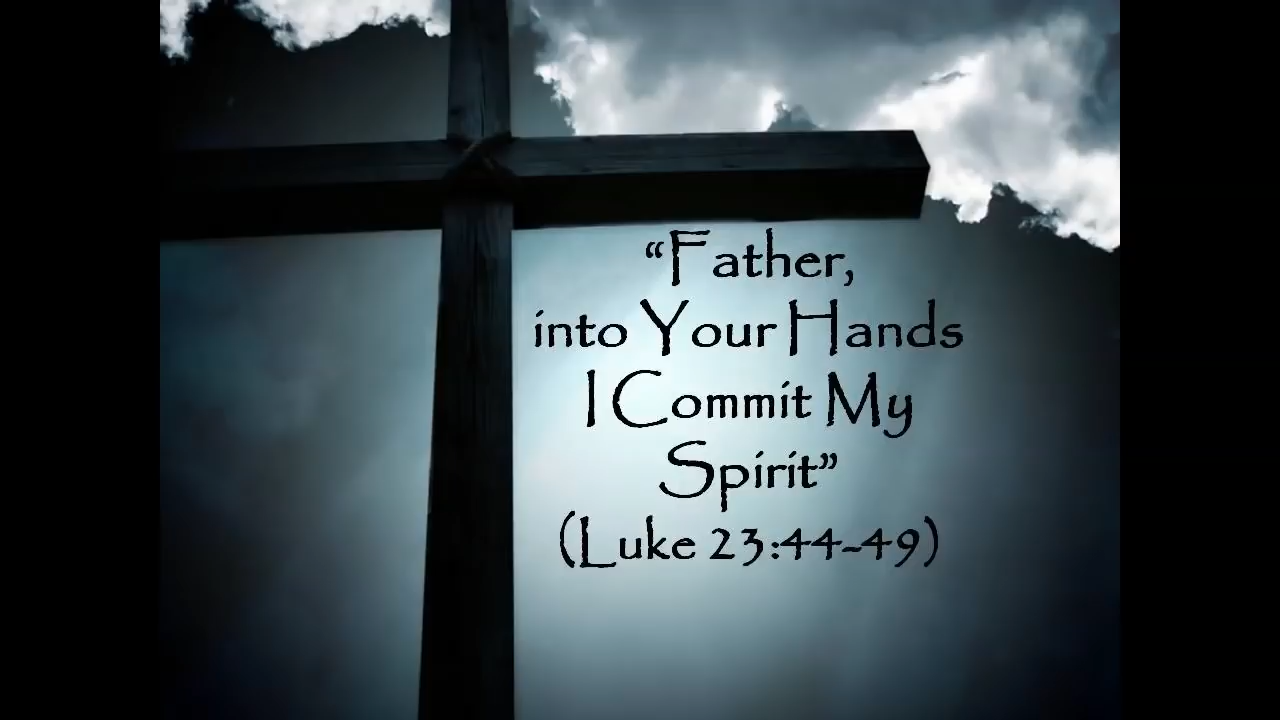 “Father,
into Your Hands
I Commit My
Spirit”
(Luke 23:44-49)